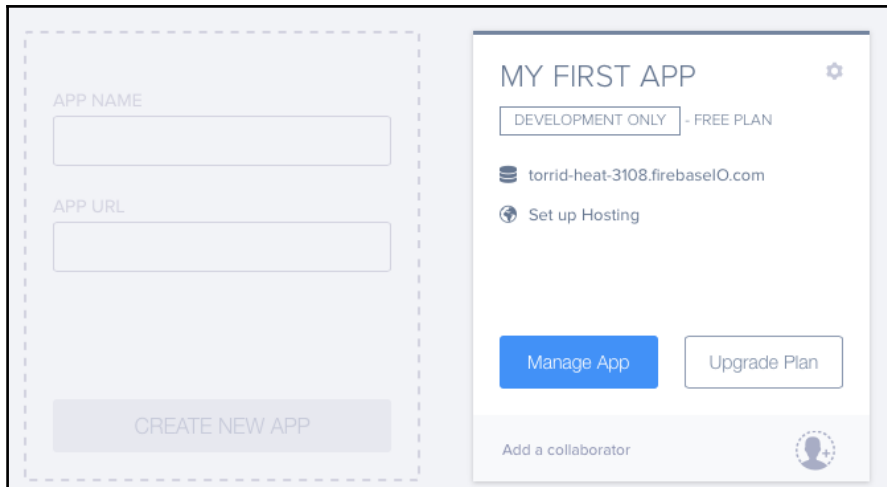 APP NAME
APP URL
CREATE NEW APP
MY FIRST APP
DEVELOPMENT ONLY - FREE PLAN
torrid-heat-3108.firebaseIO.com
Set up Hosting
Manage App Upgrade Plan
Add a collaborator